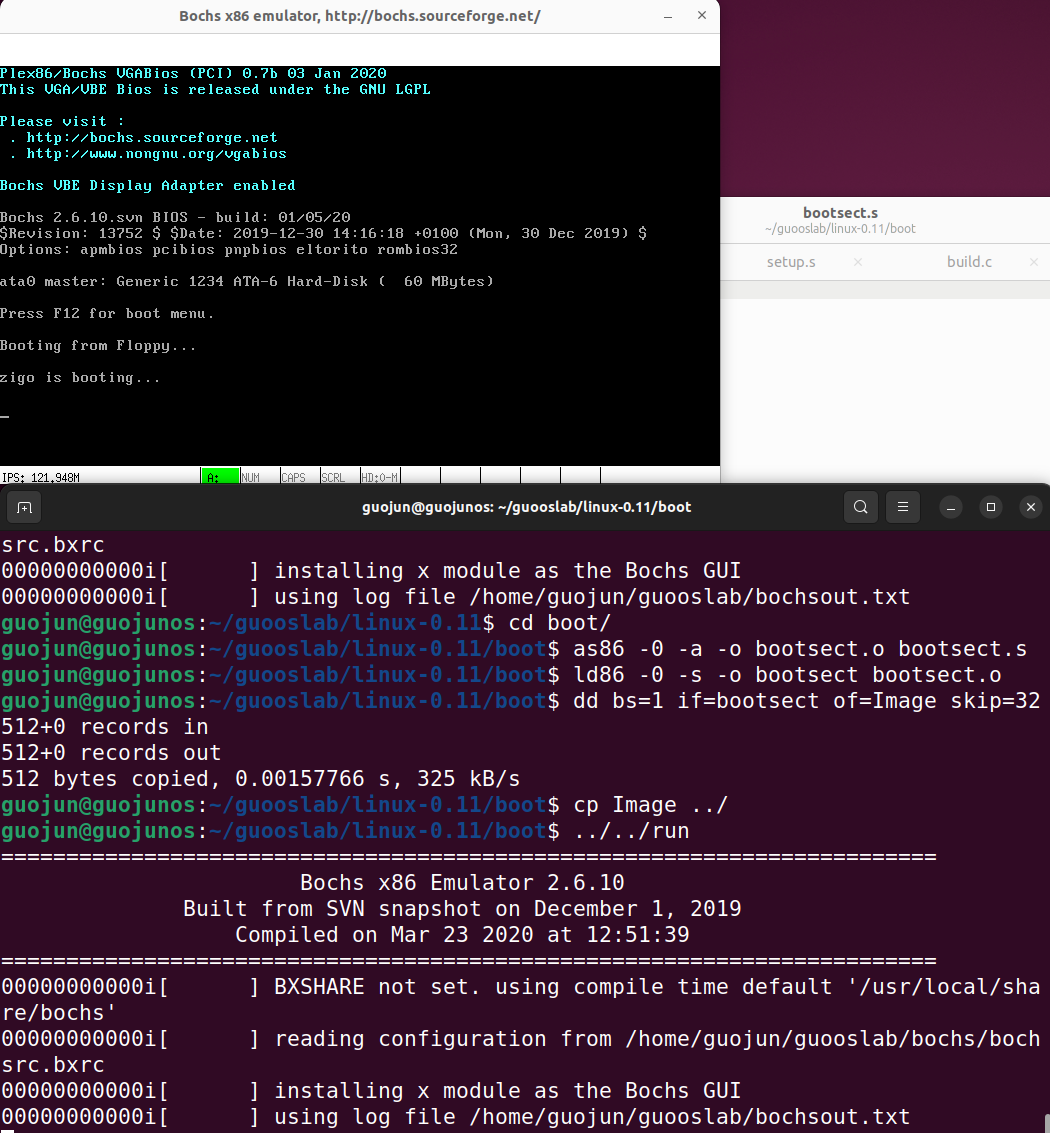 Bochs x86 emulator, http://bochs.sourceforge.net/
Plex86/Bochs VGABios (PCI) 0.7b 03 Jan 2020
This VGA/VBE Bios is released under the GNU LGPL
Please visit :
. http://bochs.sourceforge.net
. http://www.nongnu.org/vgabios
Bochs VBE Display Adapter enabled
Bochs 2.6.10.svn BIOS - build: 01/05/20
$Revision: 13752 $ $Date: 2019-12-30 14:16:18 +0100 (Mon, 30 Dec 2019) $
Options: apmbios pcibios pnpbios eltorito rombios32
ata0 master: Generic 1234 ATA-6 Hard-Disk (  60 MBytes)
Press F12 for boot menu.
Booting from Floppy...
zigo is booting...
_
IPS: 121.948M A: NUM CAPS SCRL HD:0-M
bootsect.s
~/guooslab/linux-0.11/boot
setup.s × build.c ×
guojun@guojunos: ~/guooslab/linux-0.11/boot
src.bxrc
00000000000i[      ] installing x module as the Bochs GUI
00000000000i[      ] using log file /home/guojun/guooslab/bochsout.txt
guojun@guojunos:~/guooslab/linux-0.11$ cd boot/
guojun@guojunos:~/guooslab/linux-0.11/boot$ as86 -0 -a -o bootsect.o bootsect.s
guojun@guojunos:~/guooslab/linux-0.11/boot$ ld86 -0 -s -o bootsect bootsect.o
guojun@guojunos:~/guooslab/linux-0.11/boot$ dd bs=1 if=bootsect of=Image skip=32
512+0 records in
512+0 records out
512 bytes copied, 0.00157766 s, 325 kB/s
guojun@guojunos:~/guooslab/linux-0.11/boot$ cp Image ../
guojun@guojunos:~/guooslab/linux-0.11/boot$ ../../run
========================================================================
Bochs x86 Emulator 2.6.10
Built from SVN snapshot on December 1, 2019
Compiled on Mar 23 2020 at 12:51:39
========================================================================
00000000000i[      ] BXSHARE not set. using compile time default '/usr/local/sha
re/bochs'
00000000000i[      ] reading configuration from /home/guojun/guooslab/bochs/boch
src.bxrc
00000000000i[      ] installing x module as the Bochs GUI
00000000000i[      ] using log file /home/guojun/guooslab/bochsout.txt